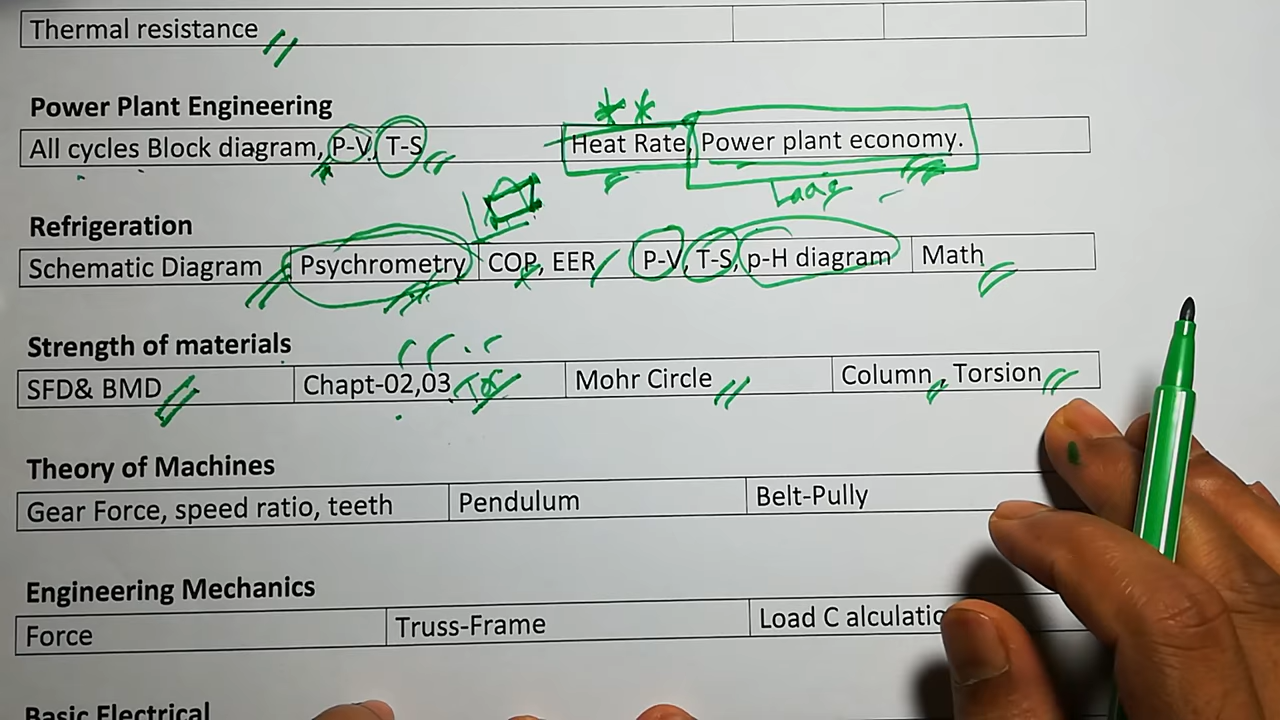 Thermal resistance
Power Plant Engineering
All cycles Block diagram, P-V, T-S Heat Rate, Power plant economy.
Refrigeration
Schematic Diagram Psychrometry COP, EER P-V, T-S, p-H diagram Math
Strength of materials
SFD& BMD Chapt-02,03 Mohr Circle Column, Torsion
Theory of Machines
Gear Force, speed ratio, teeth Pendulum Belt-Pully
Engineering Mechanics
Force Truss-Frame Load C alculatio
Basic Electrical